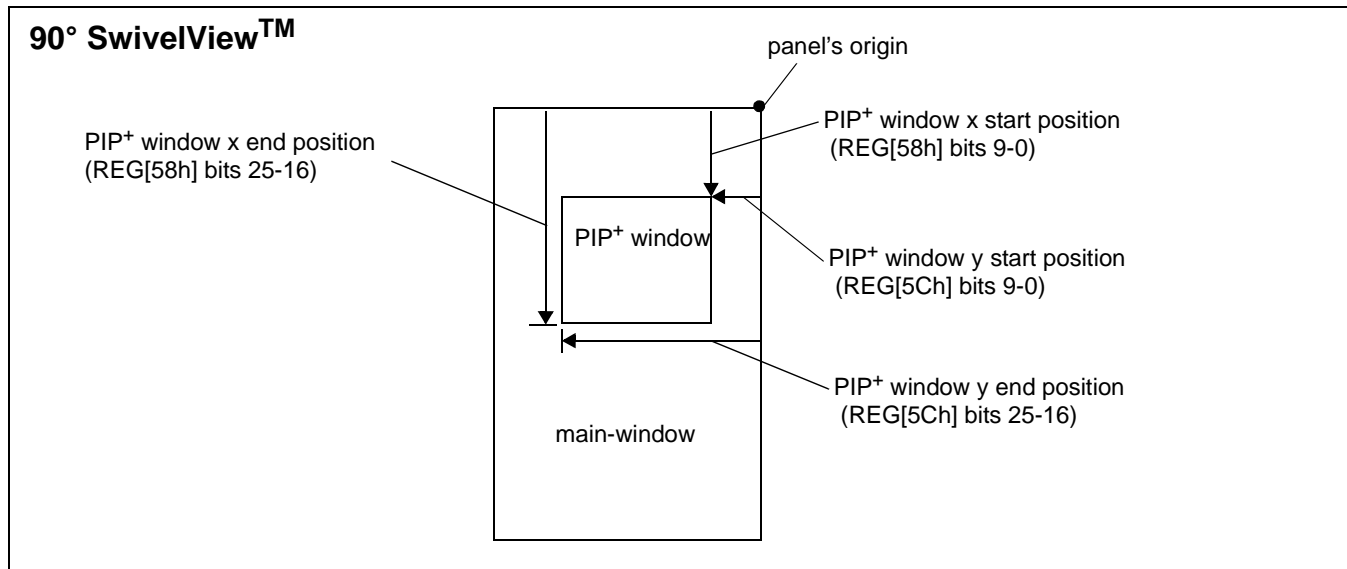 90° SwivelView™
panel's origin
PIP+ window x end position
(REG[58h] bits 25-16)
PIP+ window x start position
(REG[58h] bits 9-0)
PIP+ window
PIP+ window y start position
(REG[5Ch] bits 9-0)
PIP+ window y end position
(REG[5Ch] bits 25-16)
main-window